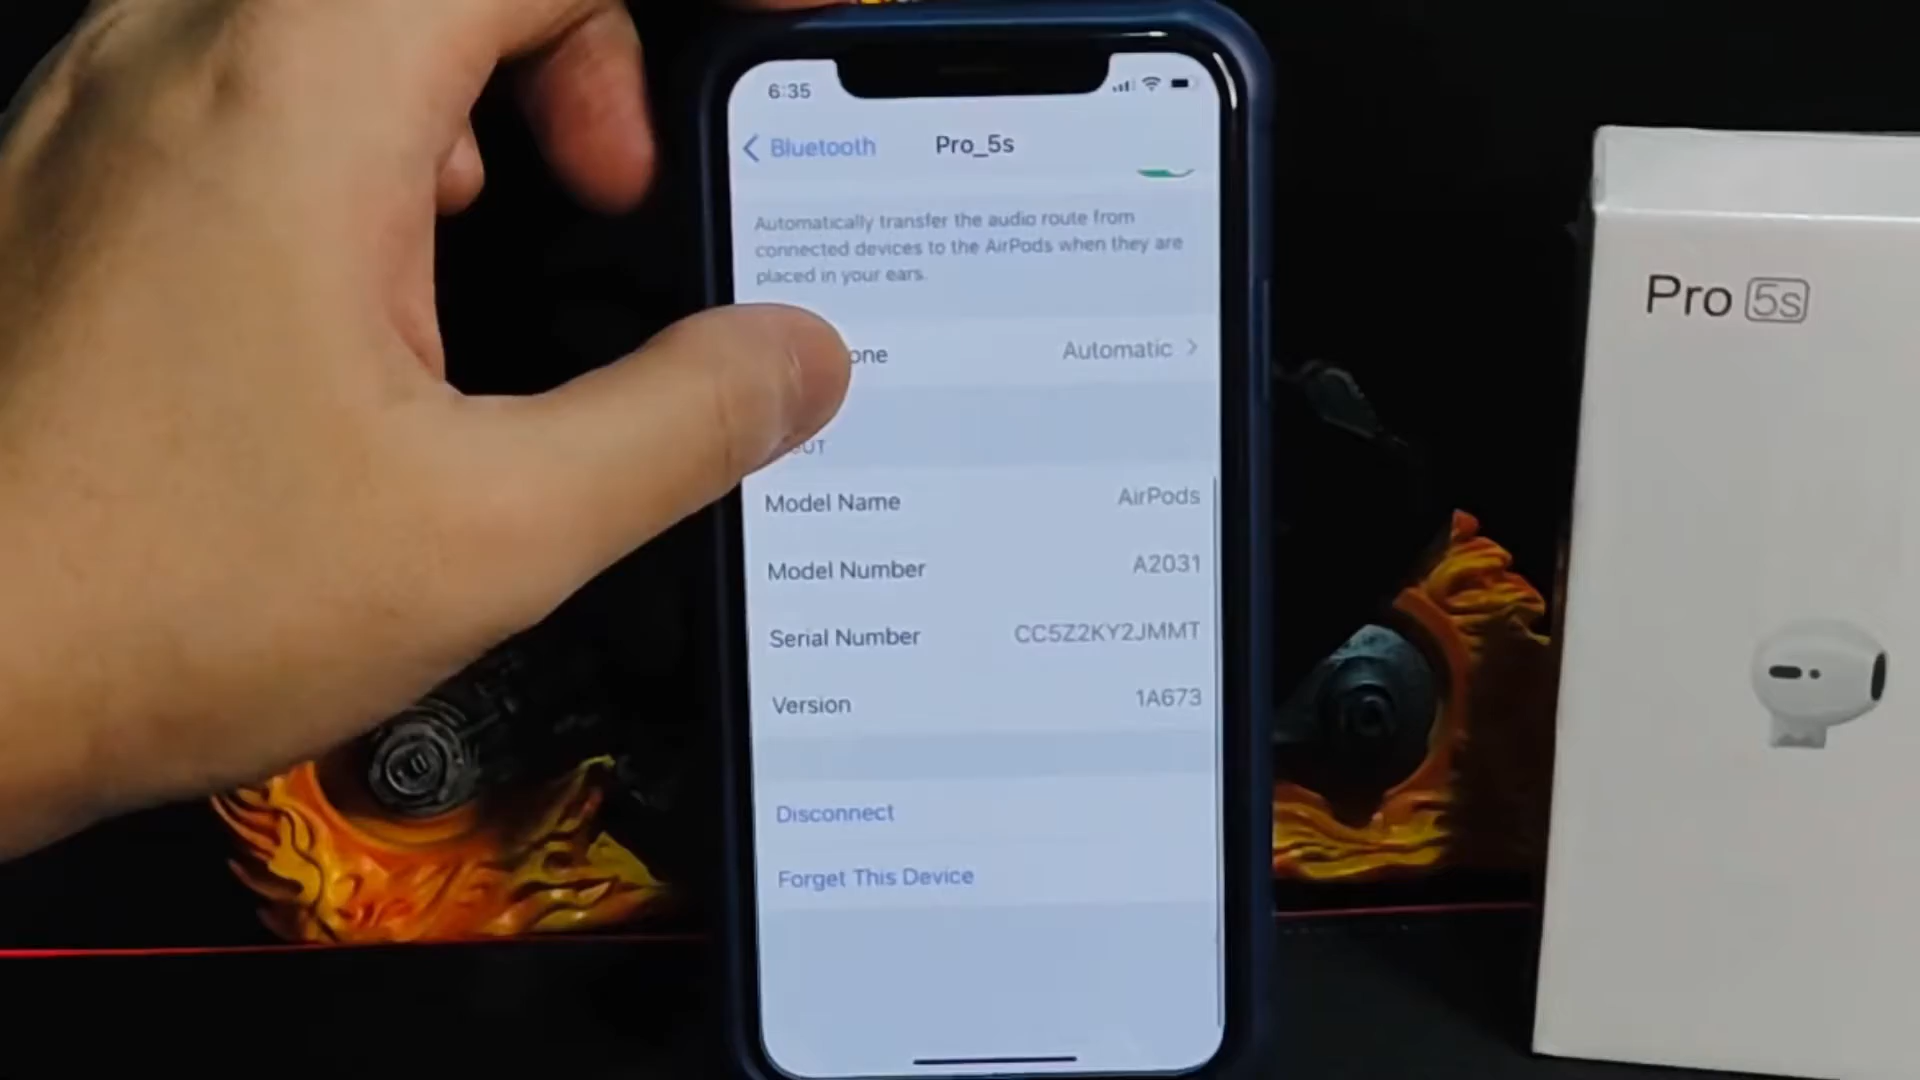 6:35
Bluetooth
Pro_5s
Automatically transfer the audio route from
connected devices to the AirPods when they are
placed in your ears.
one
Automatic
OUT
Model Name
AirPods
Model Number
A2031
Serial Number
CC5Z2KY2JMMT
Version
1A673
Disconnect
Forget This Device
Pro 5s